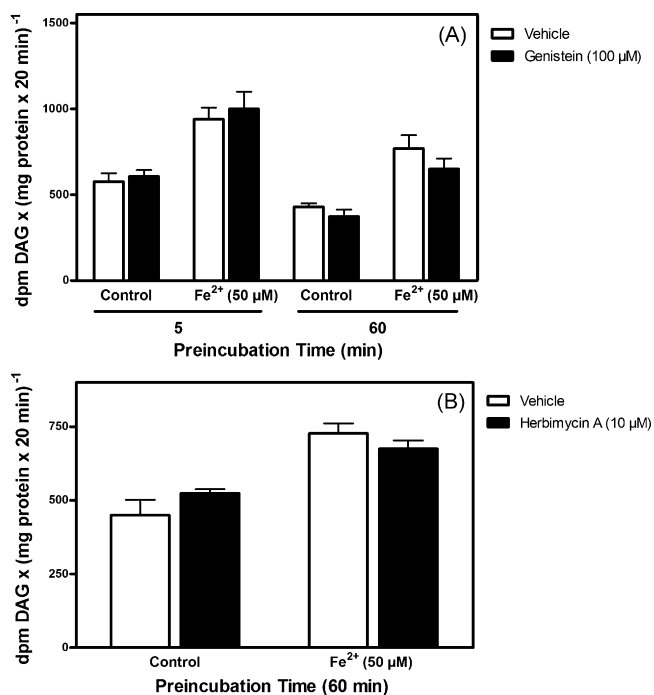 (A)
Vehicle
Genistein (100 µM)
dpm DAG x (mg protein x 20 min)⁻¹
1500
1000
500
0
Control Fe²⁺ (50 µM) Control Fe²⁺ (50 µM)
5 60
Preincubation Time (min)
(B)
Vehicle
Herbimycin A (10 µM)
dpm DAG x (mg protein x 20 min)⁻¹
750
500
250
0
Control Fe²⁺ (50 µM)
Preincubation Time (60 min)